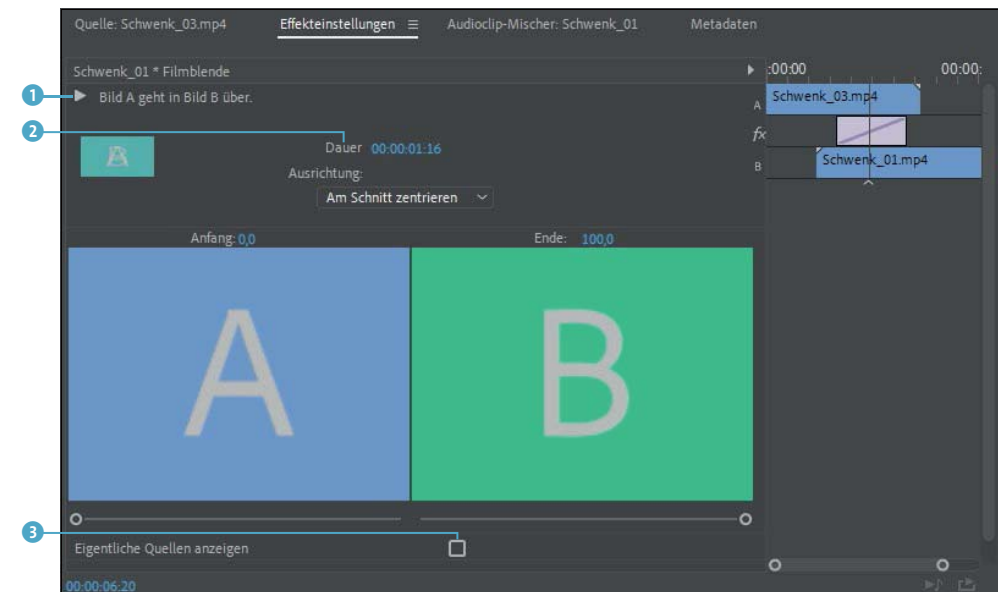 Quelle: Schwenk_03.mp4 Effekteinstellungen Audioclip-Mischer: Schwenk_01 Metadaten
Schwenk_01 * Filmblende
:00:00 00:00:
1 Bild A geht in Bild B über.
A Schwenk_03.mp4
2 Dauer 00:00:01:16
fx
A
Ausrichtung:
B Schwenk_01.mp4
Am Schnitt zentrieren
Anfang: 0,0 Ende: 100,0
A B
3 Eigentliche Quellen anzeigen
00:00:06:20